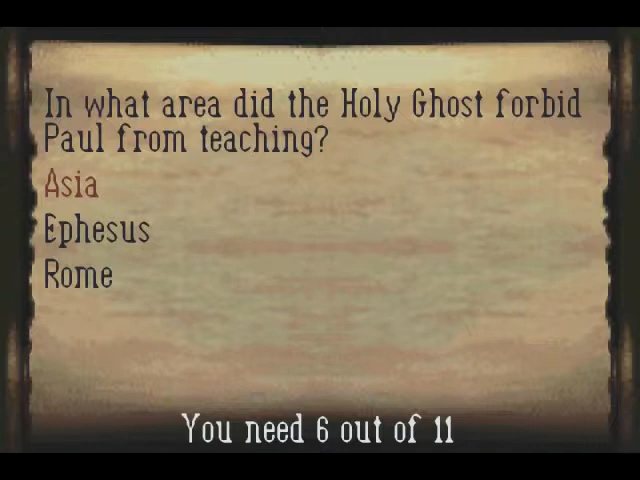 In what area did the Holy Ghost forbid
Paul from teaching?
Asia
Ephesus
Rome
You need 6 out of 11